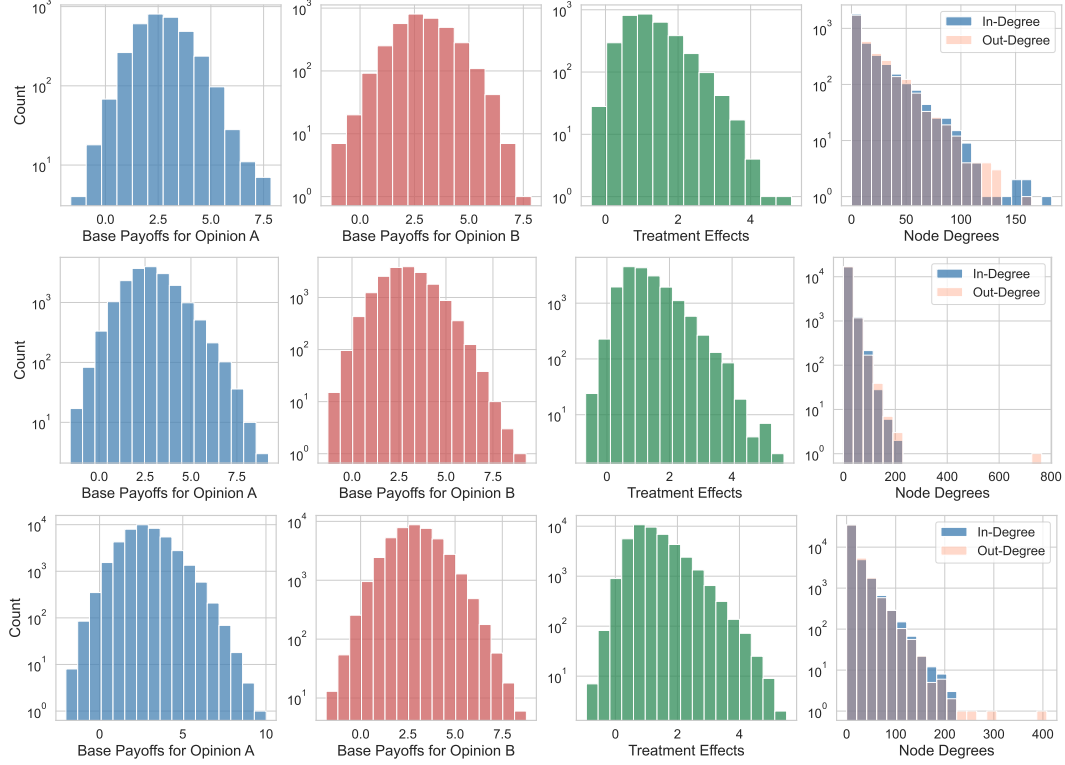 10³
10²
10¹
Count
0.0 2.5 5.0 7.5
Base Payoffs for Opinion A
10³
10²
10¹
10⁰
0.0 2.5 5.0 7.5
Base Payoffs for Opinion B
10³
10²
10¹
10⁰
0 2 4
Treatment Effects
10³
10²
10¹
10⁰
In-Degree
Out-Degree
0 50 100 150
Node Degrees
10³
10²
10¹
Count
0.0 2.5 5.0 7.5
Base Payoffs for Opinion A
10³
10²
10¹
10⁰
0.0 2.5 5.0 7.5
Base Payoffs for Opinion B
10³
10²
10¹
0 2 4
Treatment Effects
10⁴
10³
10²
10¹
10⁰
In-Degree
Out-Degree
0 200 400 600 800
Node Degrees
10⁴
10³
10²
10¹
10⁰
Count
0 5 10
Base Payoffs for Opinion A
10⁴
10³
10²
10¹
0.0 2.5 5.0 7.5
Base Payoffs for Opinion B
10⁴
10³
10²
10¹
0 2 4
Treatment Effects
10⁴
10³
10²
10¹
10⁰
In-Degree
Out-Degree
0 100 200 300 400
Node Degrees